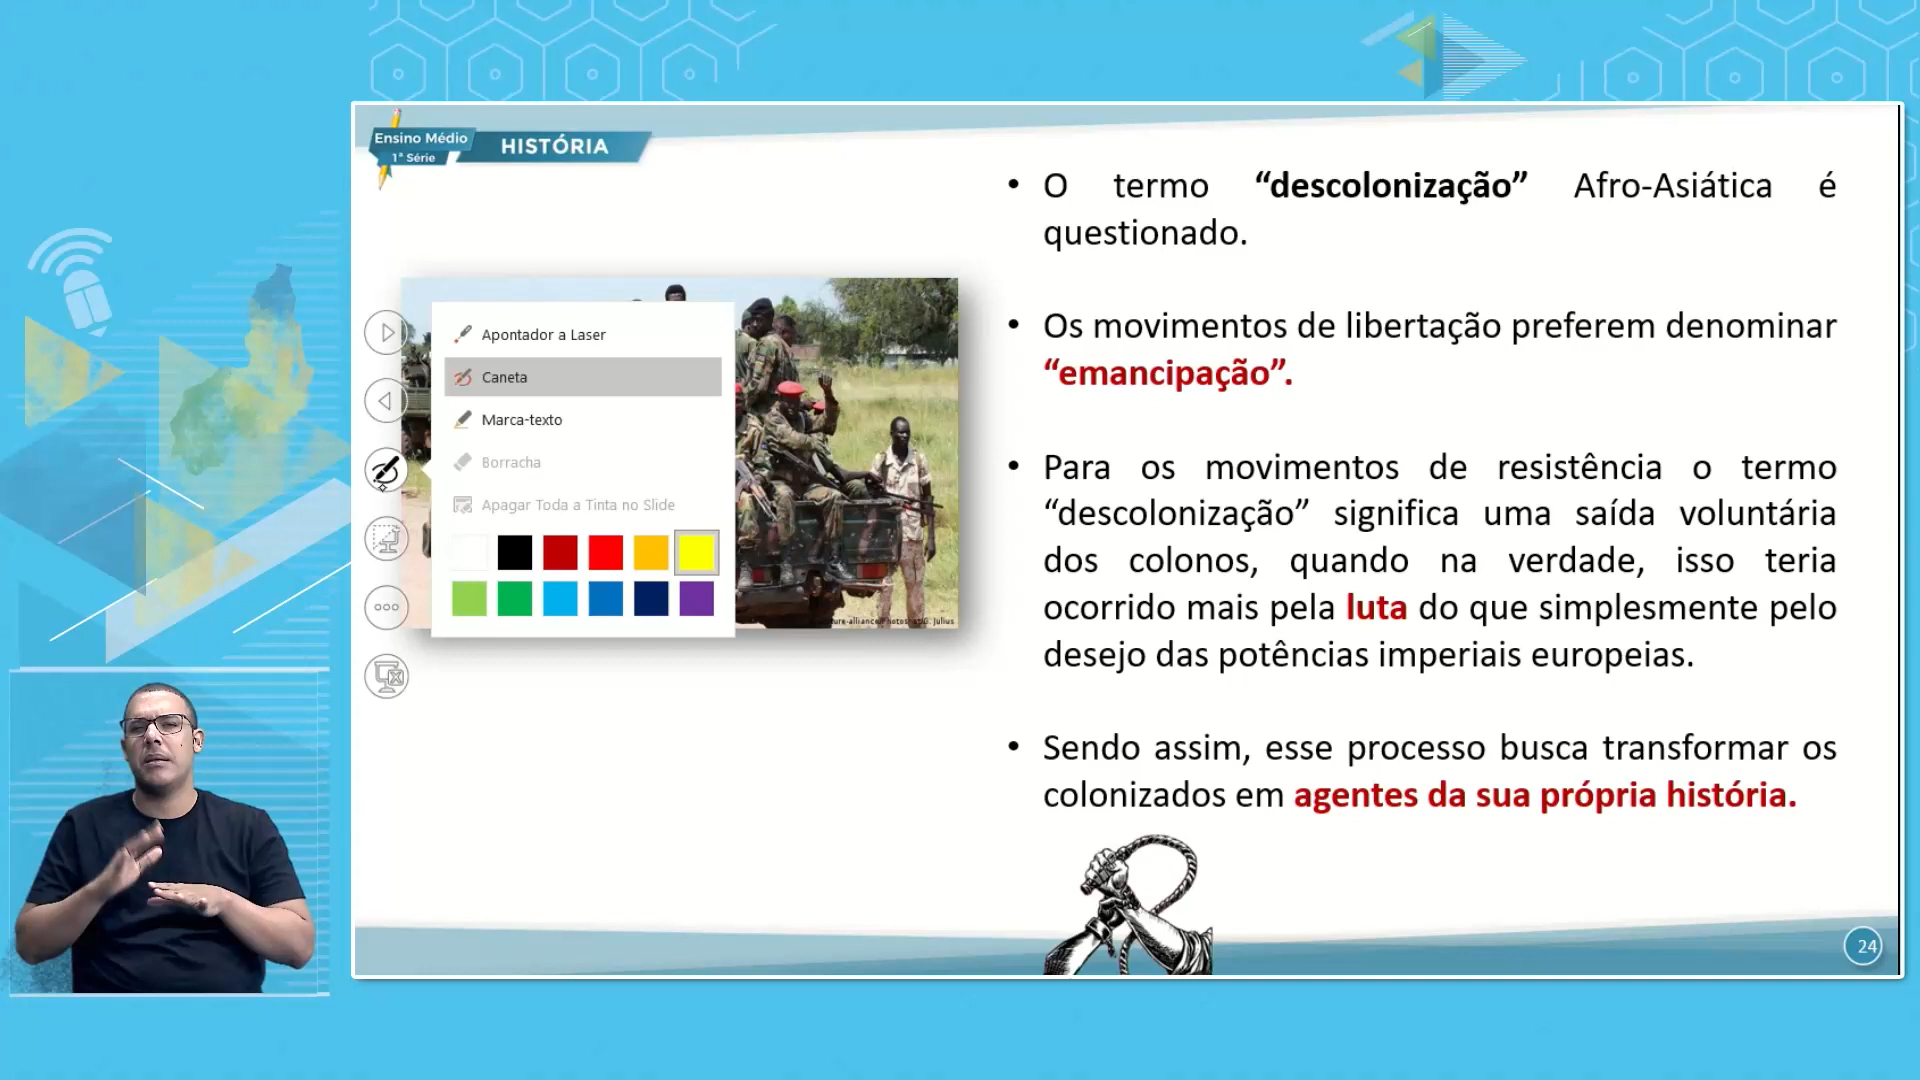 Ensino Médio
1ª Série
HISTÓRIA
Apontador a Laser
Caneta
Marca-texto
Borracha
Apagar Toda a Tinta no Slide
• O termo “descolonização” Afro-Asiática é
questionado.
• Os movimentos de libertação preferem denominar
“emancipação”.
• Para os movimentos de resistência o termo
“descolonização” significa uma saída voluntária
dos colonos, quando na verdade, isso teria
ocorrido mais pela luta do que simplesmente pelo
desejo das potências imperiais europeias.
• Sendo assim, esse processo busca transformar os
colonizados em agentes da sua própria história.
24